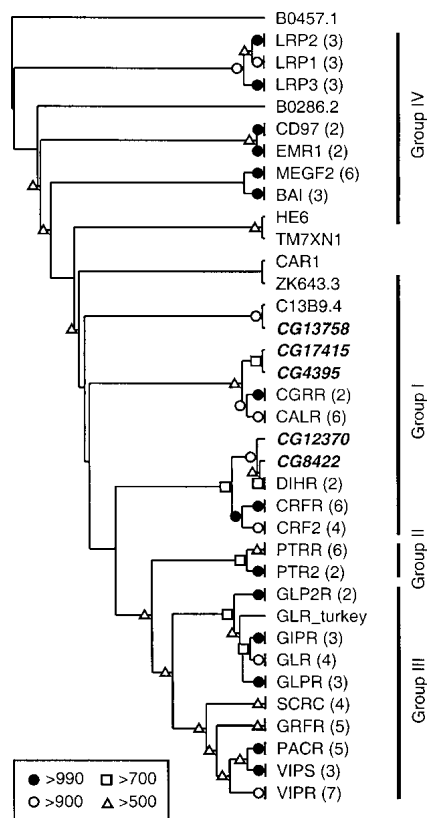 B0457.1
LRP2 (3)
LRP1 (3)
LRP3 (3)
B0286.2
CD97 (2)
EMR1 (2)
MEGF2 (6)
BAI (3)
HE6
TM7XN1
CAR1
ZK643.3
C13B9.4
CG13758
CG17415
CG4395
CGRR (2)
CALR (6)
CG12370
CG8422
DIHR (2)
CRFR (6)
CRF2 (4)
PTRR (6)
PTR2 (2)
GLP2R (2)
GLR_turkey
GIPR (3)
GLR (4)
GLPR (3)
SCRC (4)
GRFR (5)
PACR (5)
VIPS (3)
VIPR (7)
Group IV
Group I
Group II
Group III
>990 >700
>900 >500